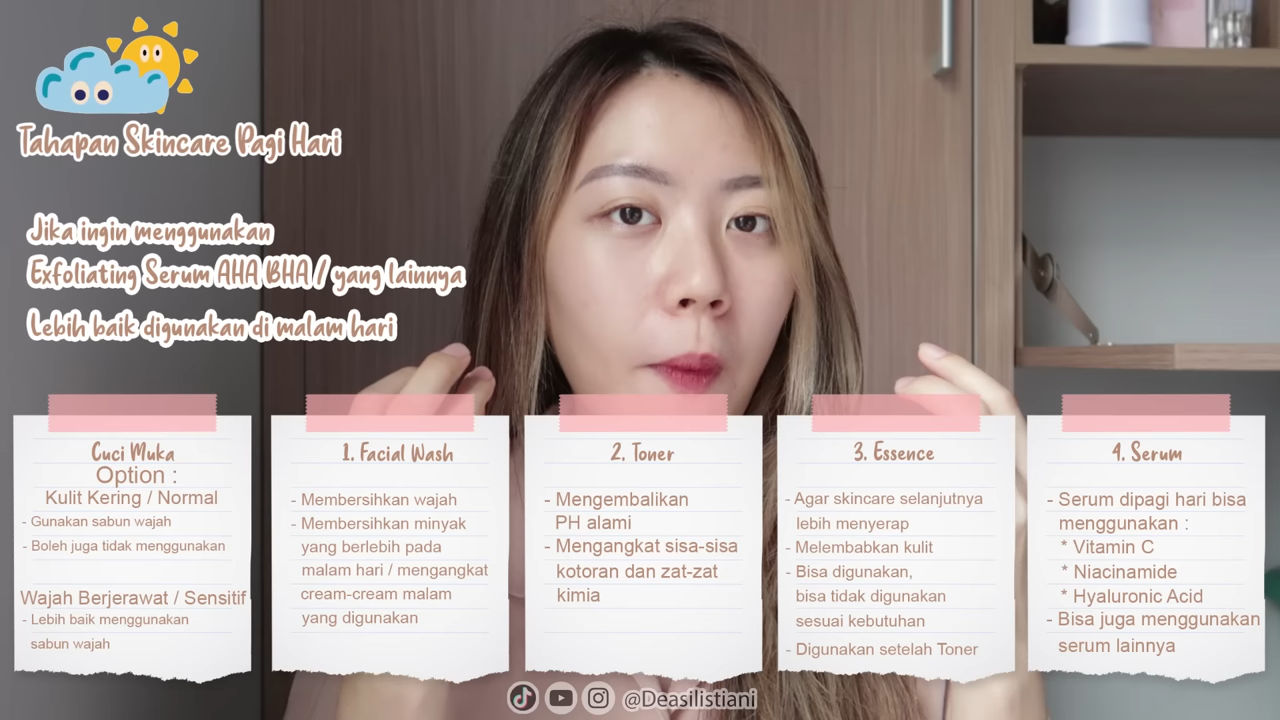 Tahapan Skincare Pagi Hari
Jika ingin menggunakan
Exfoliating Serum AHA BHA / yang lainnya
Lebih baik digunakan di malam hari
Cuci Muka
Option :
Kulit Kering / Normal
- Gunakan sabun wajah
- Boleh juga tidak menggunakan
Wajah Berjerawat / Sensitif
- Lebih baik menggunakan
sabun wajah
1. Facial Wash
- Membersihkan wajah
- Membersihkan minyak
yang berlebih pada
malam hari / mengangkat
cream-cream malam
yang digunakan
2. Toner
- Mengembalikan
PH alami
- Mengangkat sisa-sisa
kotoran dan zat-zat
kimia
3. Essence
- Agar skincare selanjutnya
lebih menyerap
- Melembabkan kulit
- Bisa digunakan,
bisa tidak digunakan
sesuai kebutuhan
- Digunakan setelah Toner
4. Serum
- Serum dipagi hari bisa
menggunakan :
* Vitamin C
* Niacinamide
* Hyaluronic Acid
- Bisa juga menggunakan
serum lainnya
@Deasilistiani